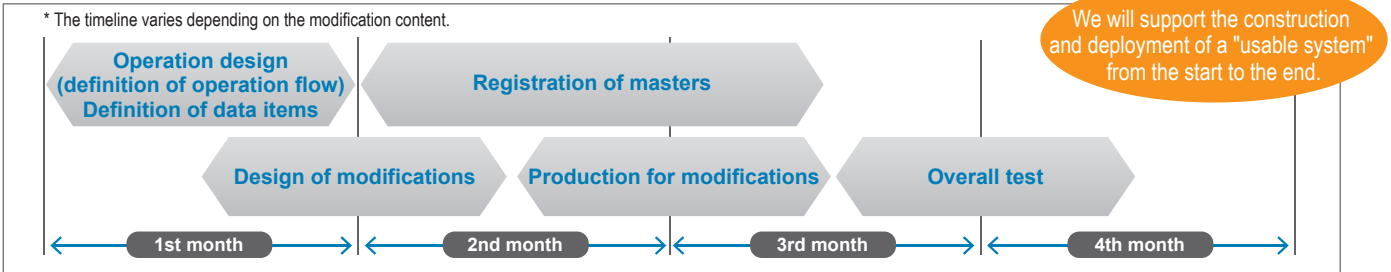 * The timeline varies depending on the modification content.
We will support the construction
and deployment of a "usable system"
from the start to the end.
Operation design
(definition of operation flow)
Definition of data items
Registration of masters
Design of modifications
Production for modifications
Overall test
1st month
2nd month
3rd month
4th month